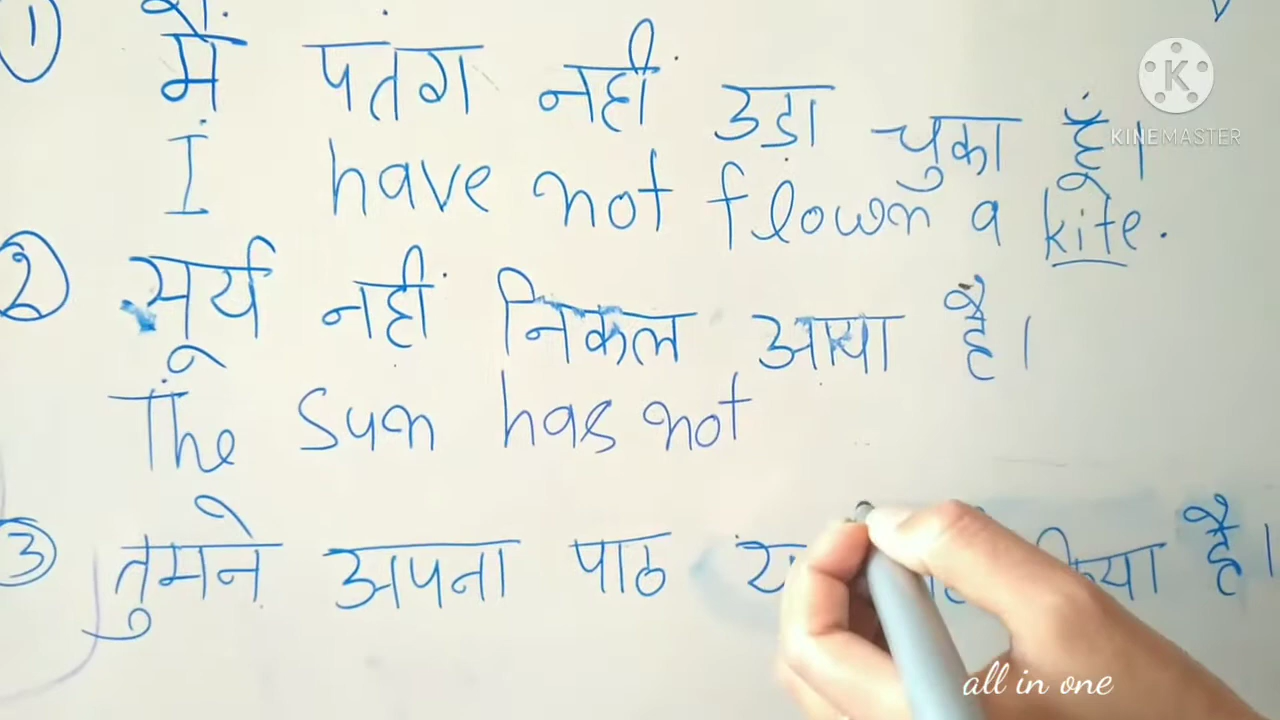 ① मैं पतंग नही उडा चुका हूँ।
I have not flown a kite.
② सूर्य नही निकल आया है।
The Sun has not
③ तुमने अपना पाठ किया है।
K
KINEMASTER
all in one